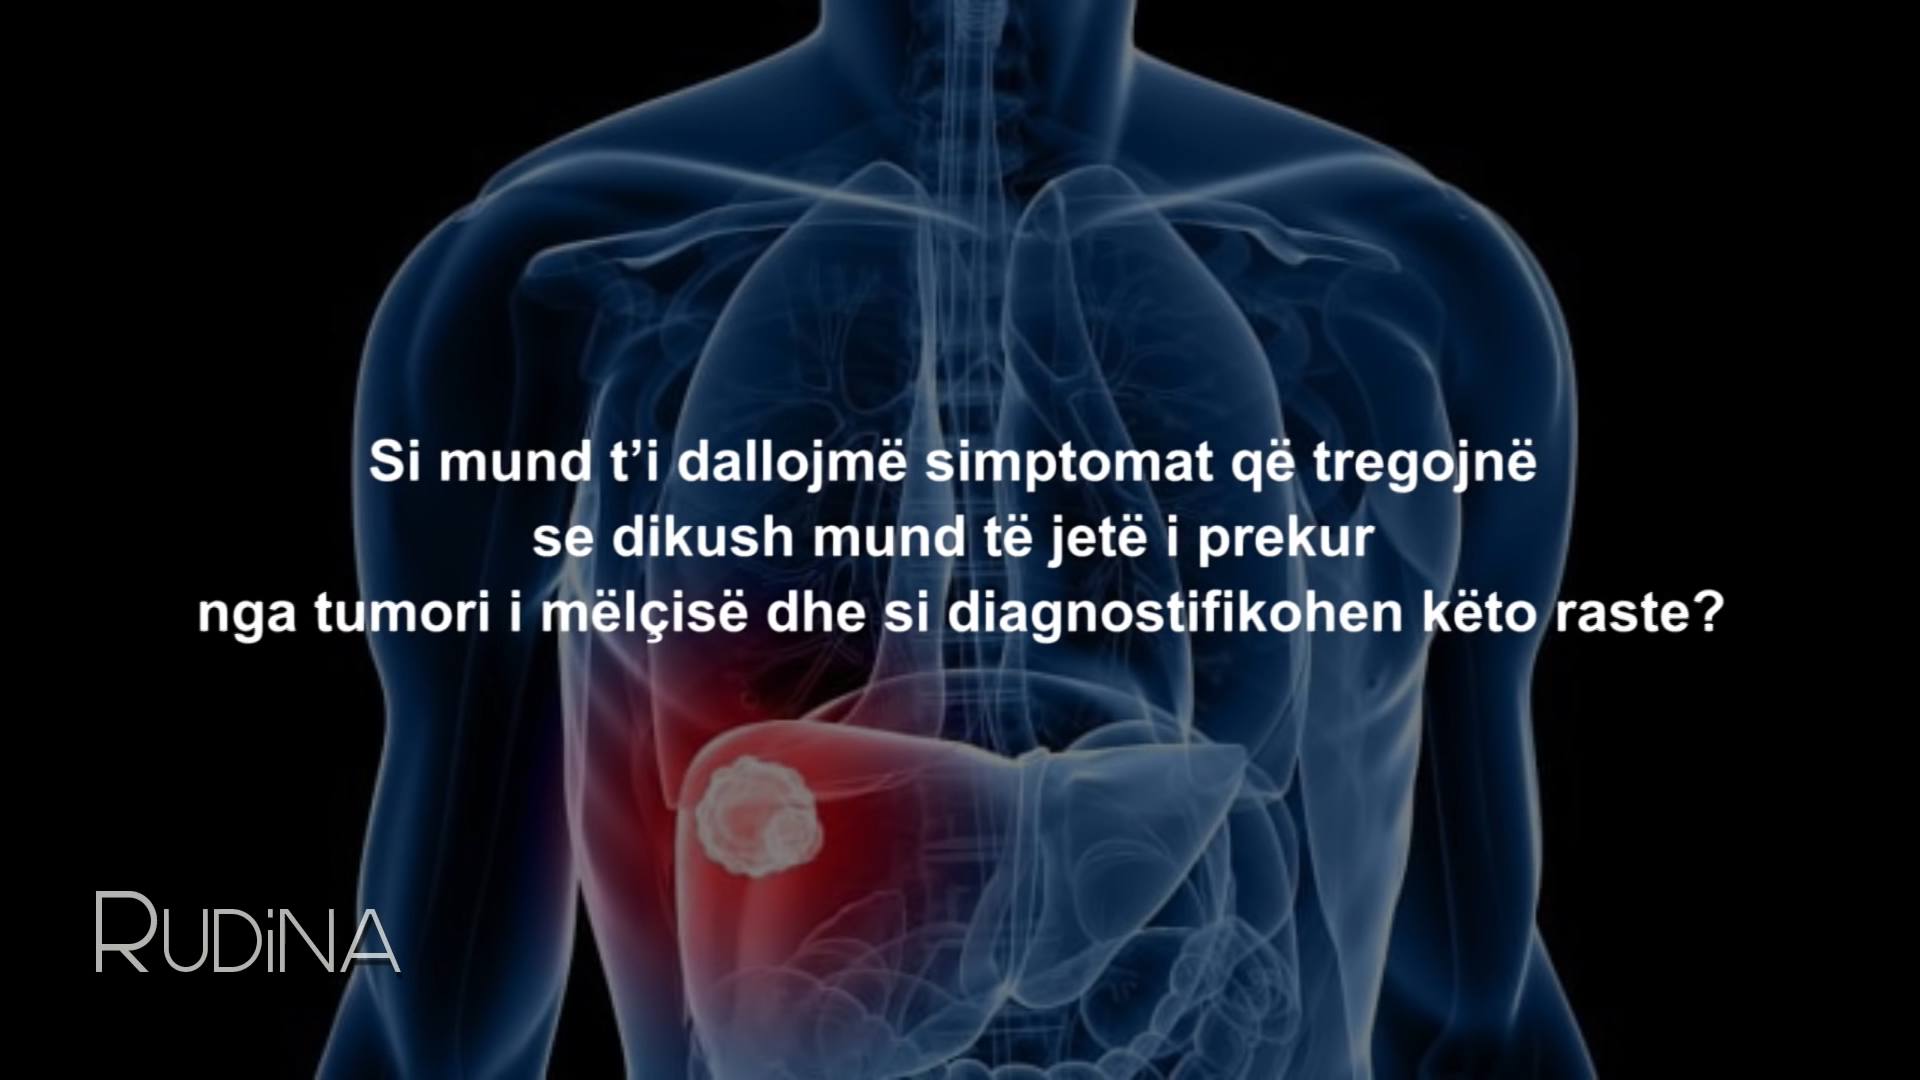 Si mund t’i dallojmë simptomat që tregojnë
se dikush mund të jetë i prekur
nga tumori i mëlçisë dhe si diagnostifikohen këto raste?
RUDiNA